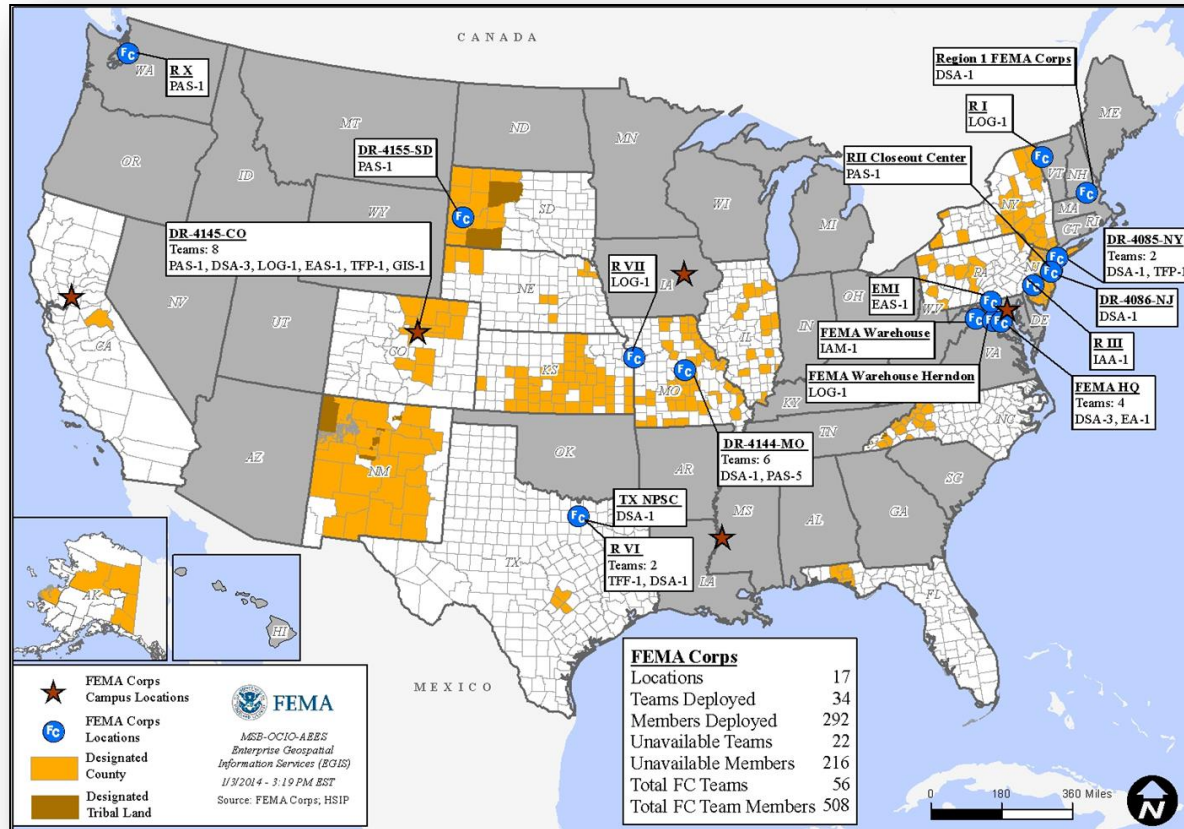 CANADA
R X
PAS-1
WA
MT
ND
MN
OR
ID
WY
SD
WI
MI
ME
VT
NH
MA
RI
CT
NY
PA
NJ
Region 1 FEMA Corps
DSA-1
R I
LOG-1
RII Closeout Center
PAS-1
DR-4155-SD
PAS-1
DR-4145-CO
Teams: 8
PAS-1, DSA-3, LOG-1, EAS-1, TFP-1, GIS-1
R VII
LOG-1
DR-4085-NY
Teams: 2
DSA-1, TFP-1
EMI
EAS-1
DR-4086-NJ
DSA-1
FEMA Warehouse
IAM-1
R III
IAA-1
FEMA Warehouse Herndon
LOG-1
FEMA HQ
Teams: 4
DSA-3, EA-1
NV
UT
CA
CO
NE
IA
KS
MO
IL
IN
OH
WV
VA
DE
KY
TN
NC
SC
DR-4144-MO
Teams: 6
DSA-1, PAS-5
AZ
NM
OK
AR
MS
AL
GA
LA
TX
FL
TX NPSC
DSA-1
R VI
Teams: 2
TFF-1, DSA-1
AK
HI
MEXICO
FEMA Corps
Campus Locations
FEMA Corps
Locations
Designated
County
Designated
Tribal Land
FEMA
MSB-OCIO-AEES
Enterprise Geospatial
Information Services (EGIS)
1/3/2014 - 3:19 PM EST
Source: FEMA Corps; HSIP
FEMA Corps
Locations 17
Teams Deployed 34
Members Deployed 292
Unavailable Teams 22
Unavailable Members 216
Total FC Teams 56
Total FC Team Members 508
0 180 360 Miles
N